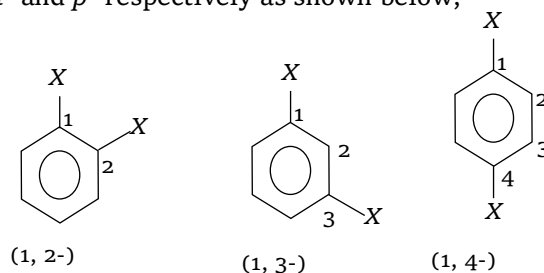 and p- respectively as shown below,
X
1
X
2
(1, 2-)
X
1
2
3
X
(1, 3-)
X
1
2
3
4
X
(1, 4-)